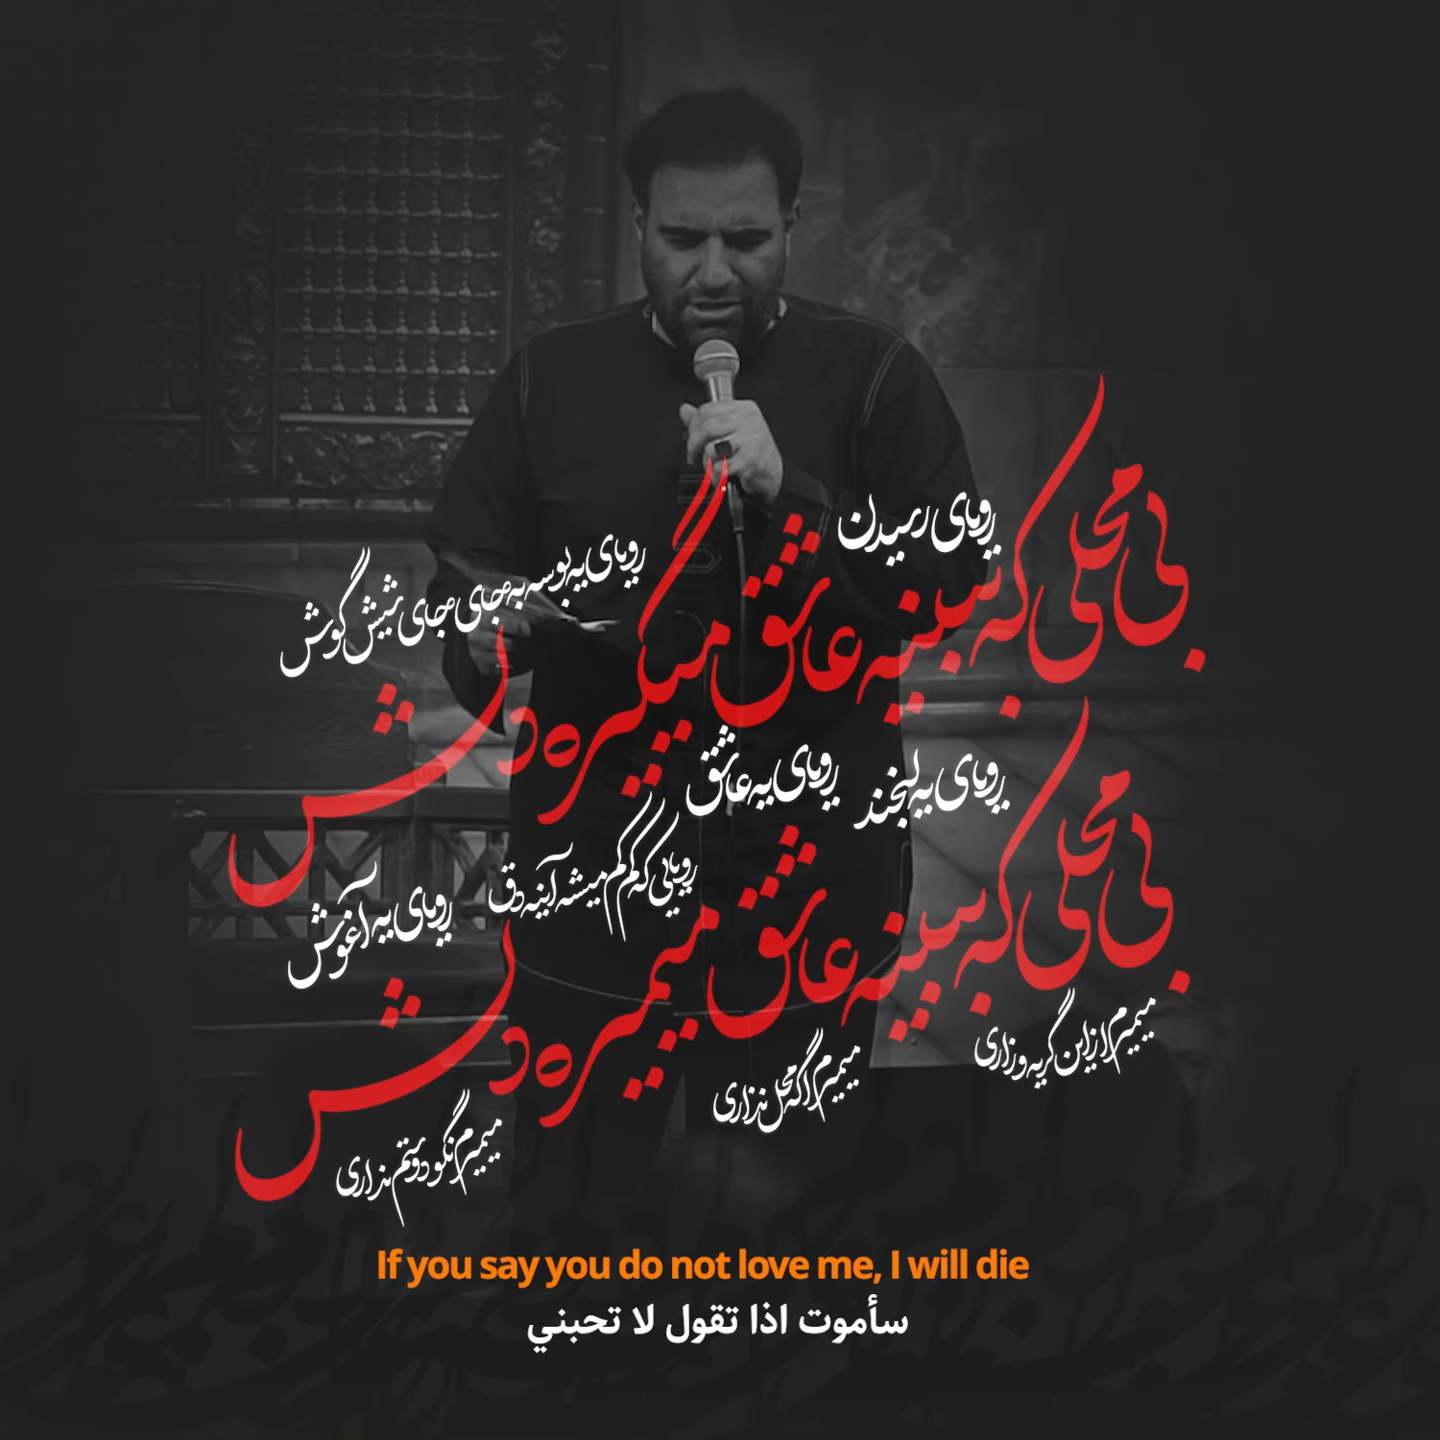 رویای رسیدن
رویای یه بوسه به جای جای نیش گوش
بی محلی که ببینه عاشق میگیره دلش
رویای یه لبخند
رویای یه عاشق
رویایی که کم کم میشه آینه دق
رویای یه آغوش
بی محلی که ببینه عاشق میمیره دلش
میمیرم از این گریه و زاری
میمیرم اگه محل نذاری
میمیرم نگو دوستم نداری
If you say you do not love me, I will die
سأموت اذا تقول لا تحبني